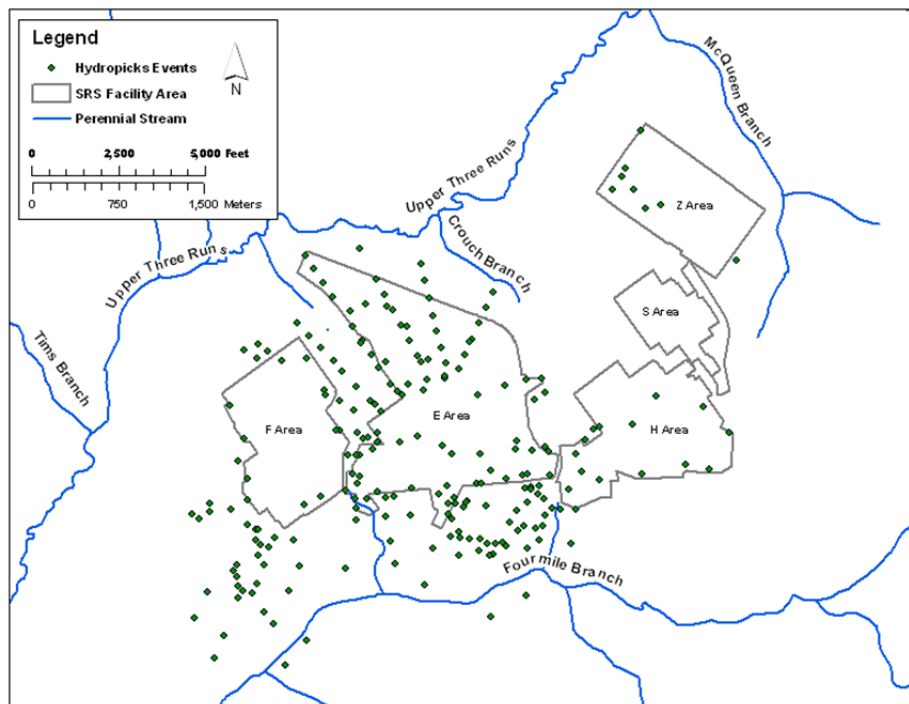 Legend
Hydropicks Events
SRS Facility Area
Perennial Stream
N
0 2,500 5,000 Feet
0 750 1,500 Meters
McQueen Branch
Upper Three Runs
Z Area
Crouch Branch
Upper Three Runs
S Area
Tims Branch
F Area
E Area
H Area
Fourmile Branch